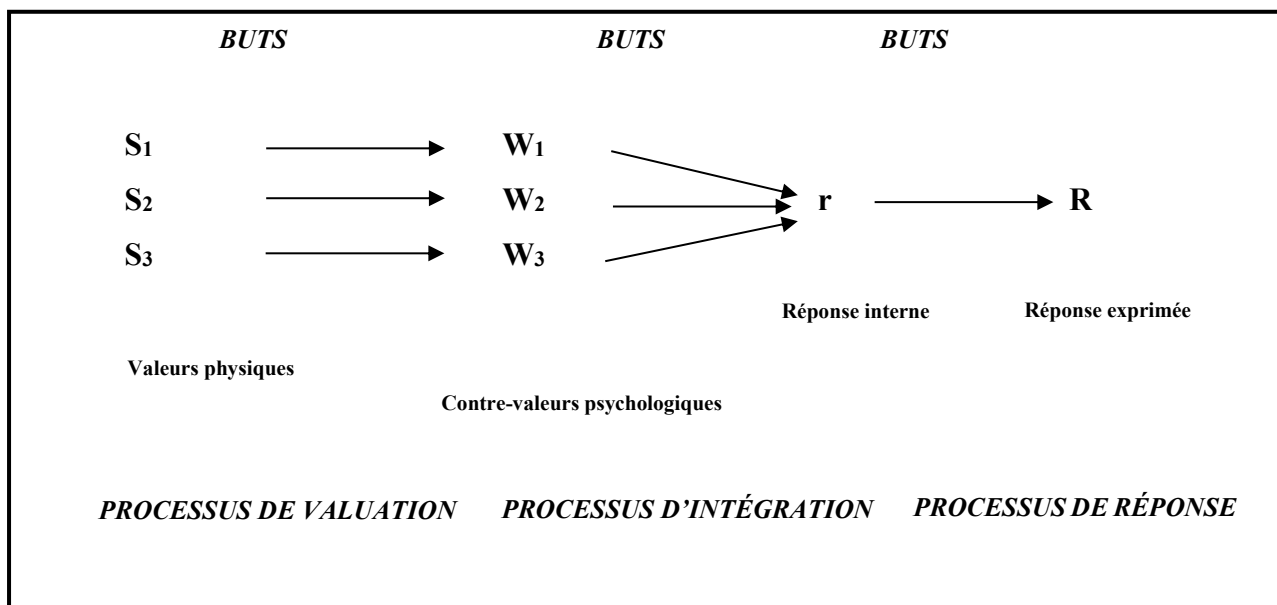 BUTS BUTS BUTS
S1 W1
S2 W2 r R
S3 W3
Réponse interne Réponse exprimée
Valeurs physiques
Contre-valeurs psychologiques
PROCESSUS DE VALUATION PROCESSUS D’INTÉGRATION PROCESSUS DE RÉPONSE